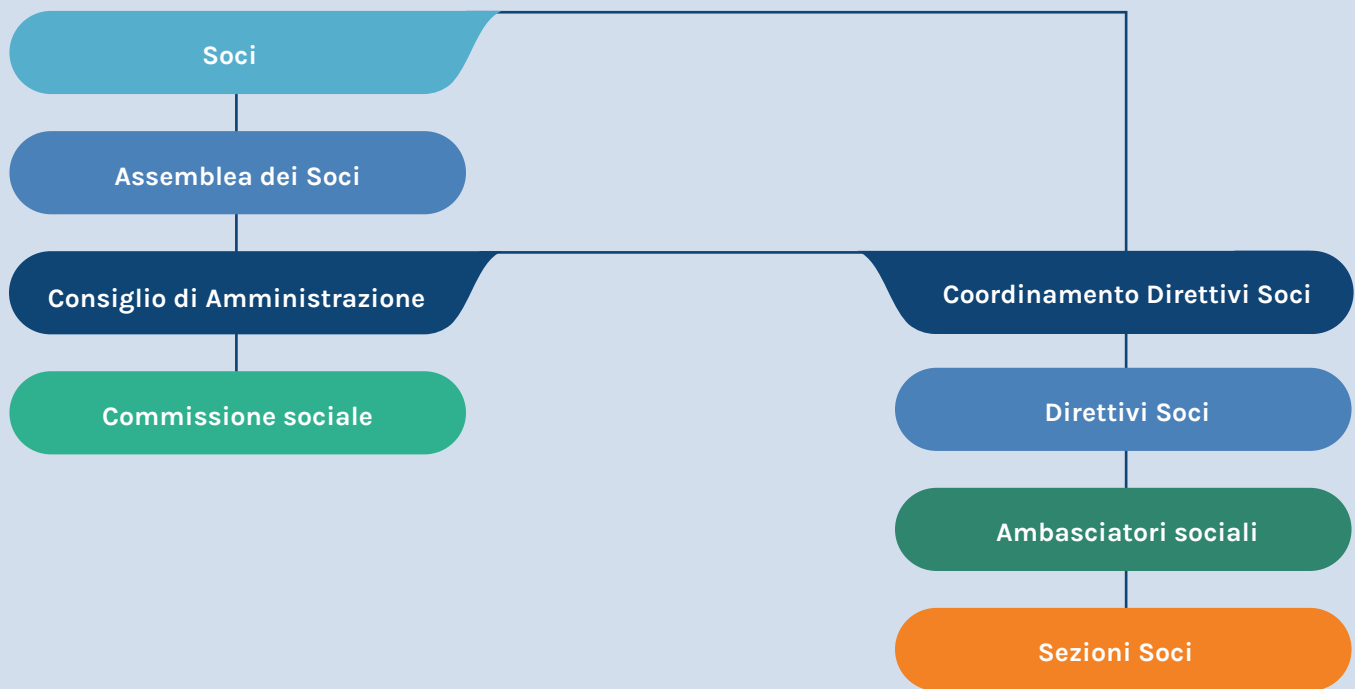 Soci
Assemblea dei Soci
Consiglio di Amministrazione
Commissione sociale
Coordinamento Direttivi Soci
Direttivi Soci
Ambasciatori sociali
Sezioni Soci